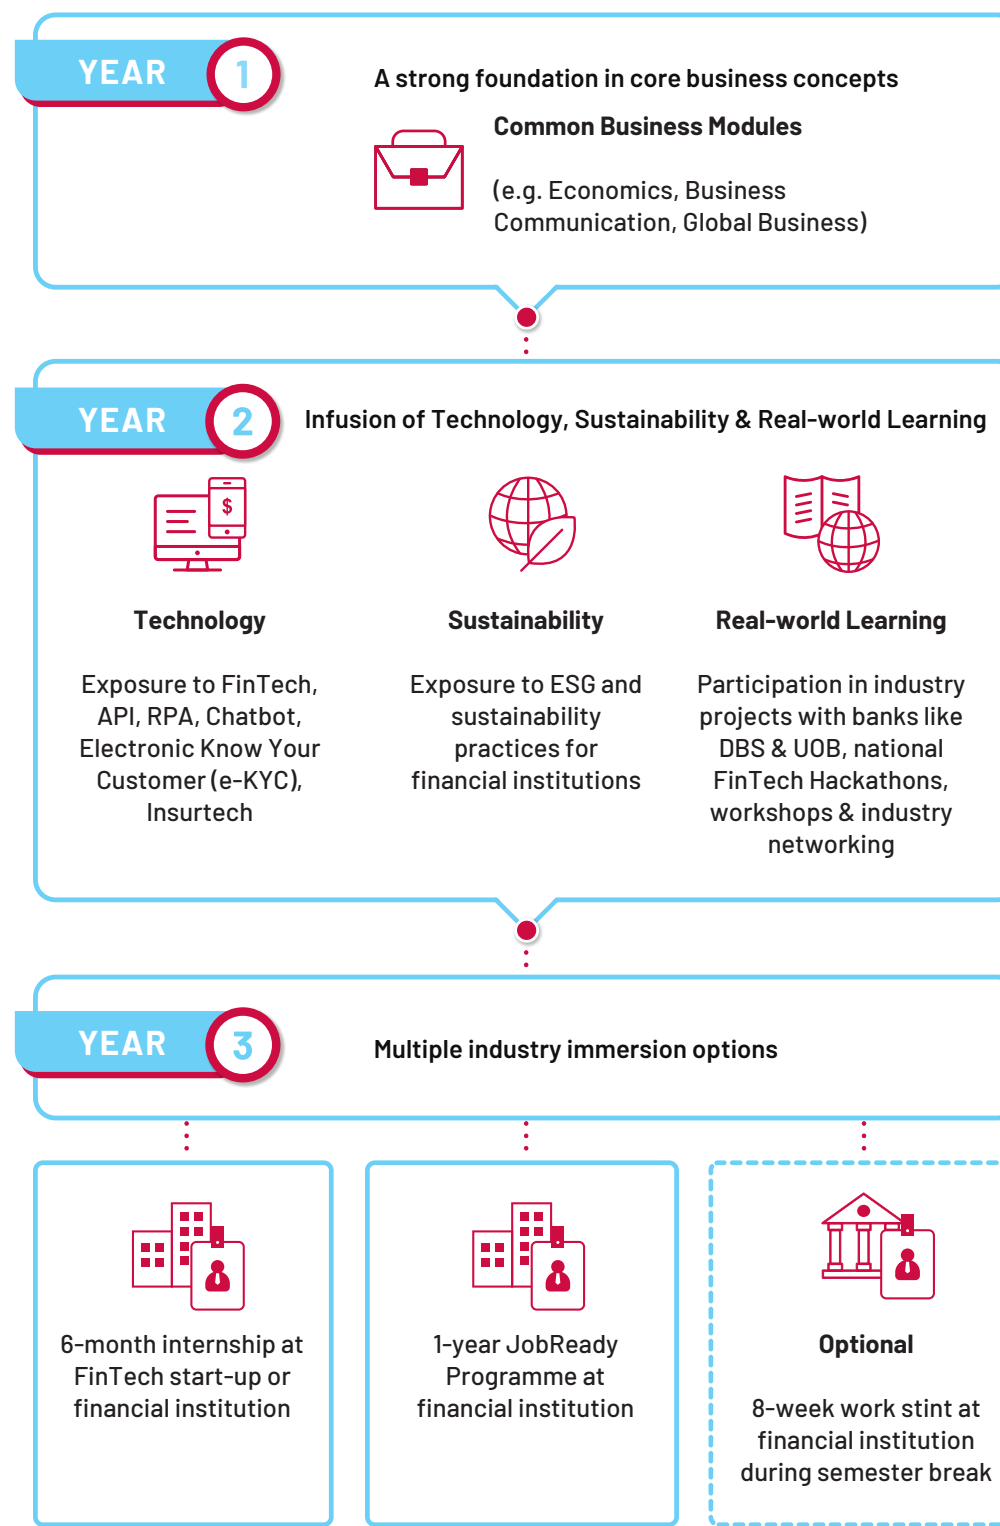 YEAR 1
A strong foundation in core business concepts
Common Business Modules
(e.g. Economics, Business
Communication, Global Business)
YEAR 2
Infusion of Technology, Sustainability & Real-world Learning
$
Technology
Exposure to FinTech,
API, RPA, Chatbot,
Electronic Know Your
Customer (e-KYC),
Insurtech
Sustainability
Exposure to ESG and
sustainability
practices for
financial institutions
Real-world Learning
Participation in industry
projects with banks like
DBS & UOB, national
FinTech Hackathons,
workshops & industry
networking
YEAR 3
Multiple industry immersion options
6-month internship at
FinTech start-up or
financial institution
1-year JobReady
Programme at
financial institution
Optional
8-week work stint at
financial institution
during semester break